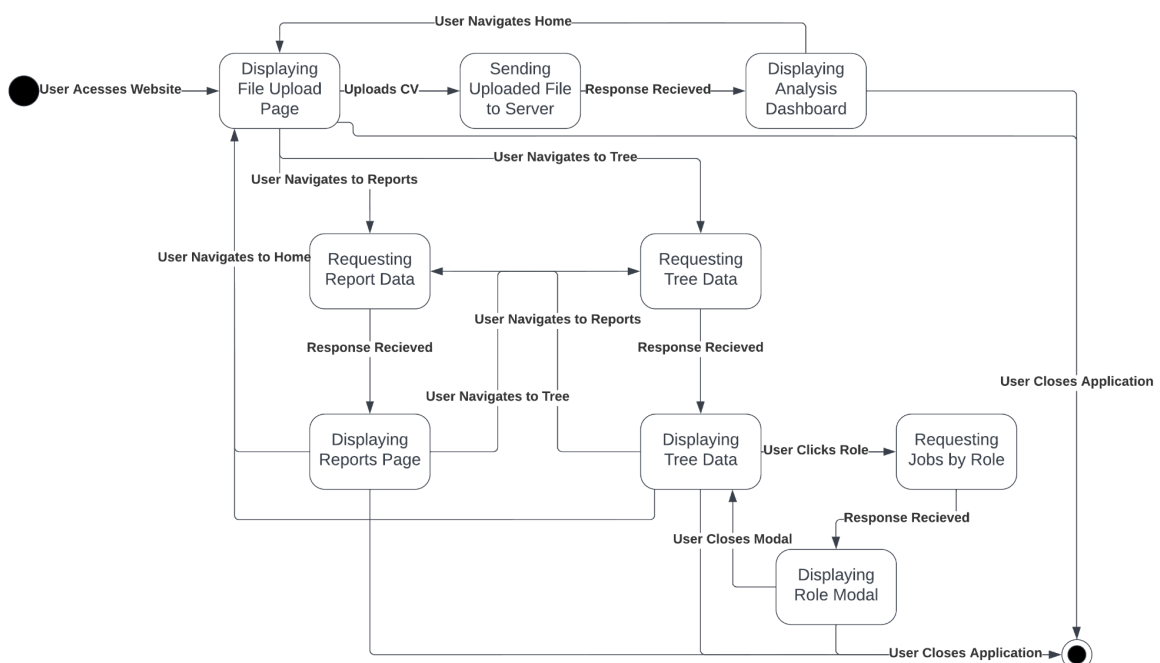 User Navigates Home
Displaying
File Upload
Page
Sending
Uploaded File
to Server
Displaying
Analysis
Dashboard
User Acesses Website
Uploads CV
Response Recieved
User Navigates to Tree
User Navigates to Reports
User Navigates to Home
Requesting
Report Data
Requesting
Tree Data
User Navigates to Reports
Response Recieved
Response Recieved
User Closes Application
User Navigates to Tree
Displaying
Reports Page
Displaying
Tree Data
User Clicks Role
Requesting
Jobs by Role
Response Recieved
User Closes Modal
Displaying
Role Modal
User Closes Application